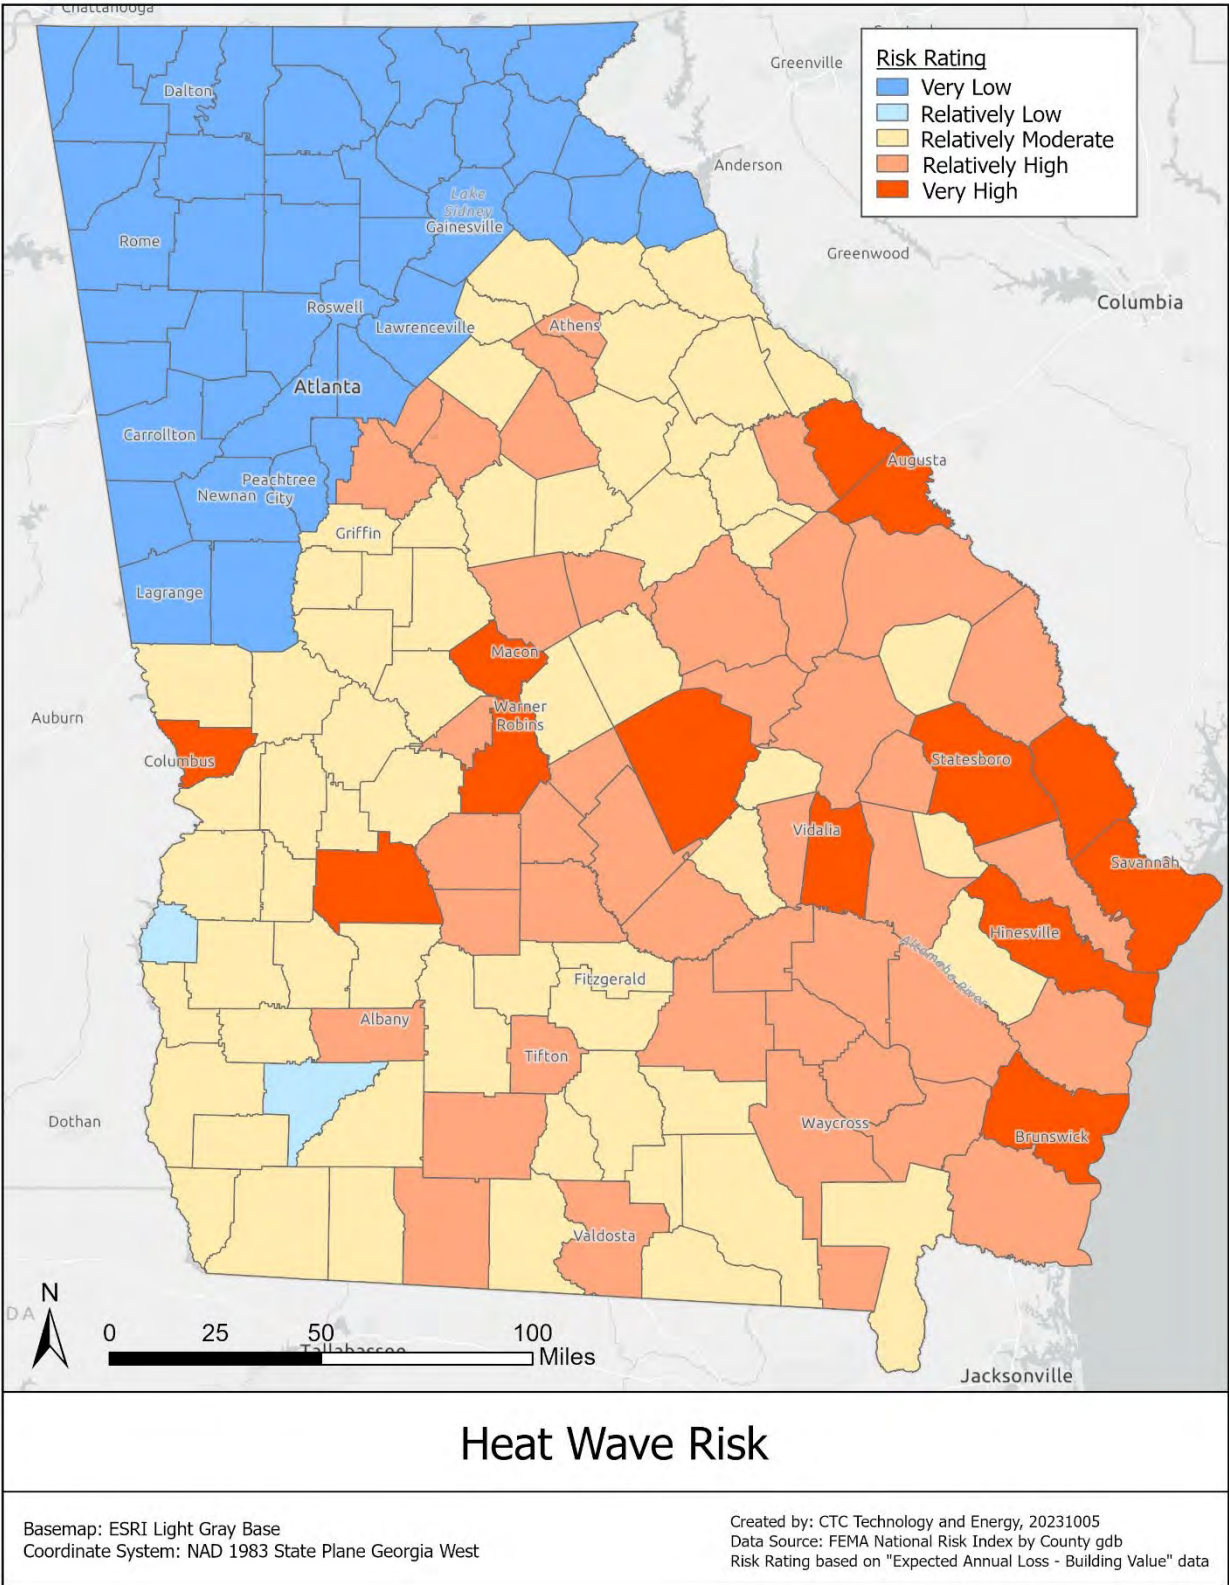 Chattanooga
Greenville
Risk Rating
Very Low
Relatively Low
Relatively Moderate
Relatively High
Very High
Dalton
Anderson
Lake
Sidney
Gainesville
Rome
Greenwood
Columbia
Roswell
Lawrenceville
Athens
Atlanta
Carrollton
Augusta
Peachtree
City
Newnan
Griffin
Lagrange
Macon
Auburn
Warner
Robins
Columbus
Statesboro
Vidalia
Savannah
Hinesville
Altamaha River
Fitzgerald
Albany
Tifton
Dothan
Waycross
Brunswick
Valdosta
N
DA
0 25 50 100
Miles
Tallahassee
Jacksonville
Heat Wave Risk
Basemap: ESRI Light Gray Base
Coordinate System: NAD 1983 State Plane Georgia West
Created by: CTC Technology and Energy, 20231005
Data Source: FEMA National Risk Index by County gdb
Risk Rating based on "Expected Annual Loss - Building Value" data